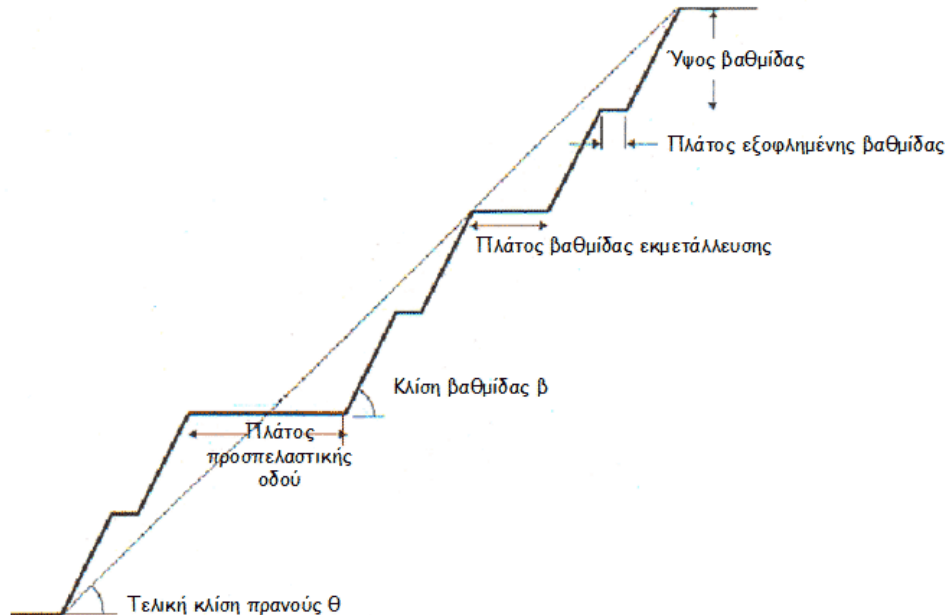 Ύψος βαθμίδας
Πλάτος εξοφλημένης βαθμίδας
Πλάτος βαθμίδας εκμετάλλευσης
Κλίση βαθμίδας β
Πλάτος
προσπελαστικής
οδού
Τελική κλίση πρανούς θ